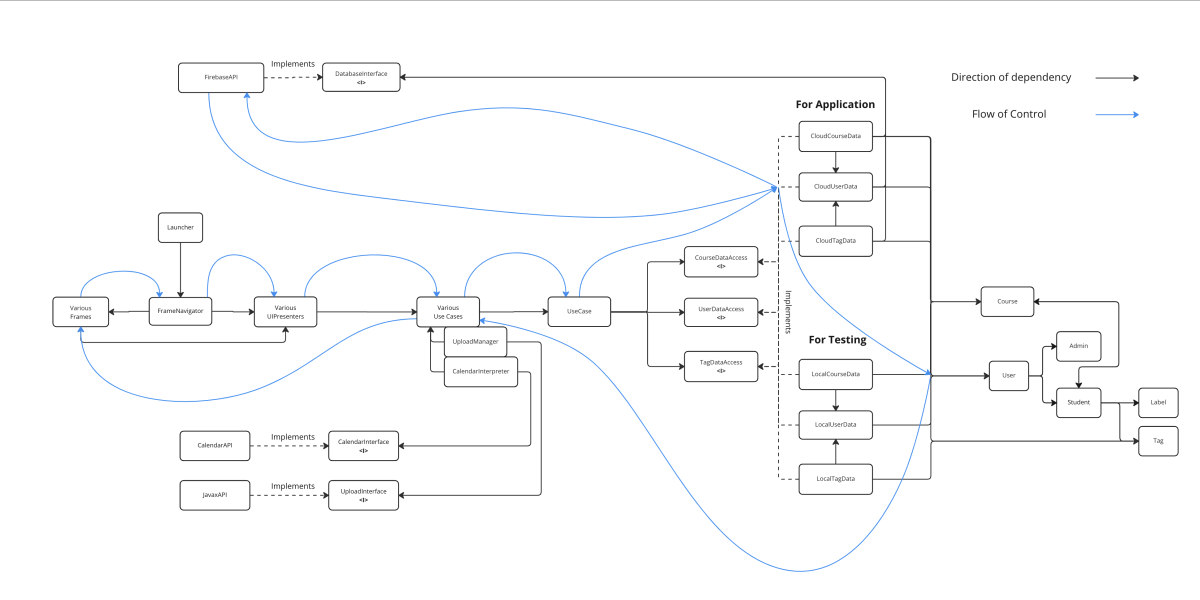 Implements
FirebaseAPI
DatabaseInterface
<I>
Direction of dependency
Flow of Control
For Application
CloudCourseData
CloudUserData
CloudTagData
Launcher
Various
Frames
FrameNavigator
Various
UIPresenters
Various
Use Cases
UseCase
UploadManager
CalendarInterpreter
CourseDataAccess
<I>
UserDataAccess
<I>
TagDataAccess
<I>
Implements
For Testing
LocalCourseData
LocalUserData
LocalTagData
Course
Admin
User
Student
Label
Tag
CalendarAPI
Implements
CalendarInterface
<I>
JavaxAPI
Implements
UploadInterface
<I>